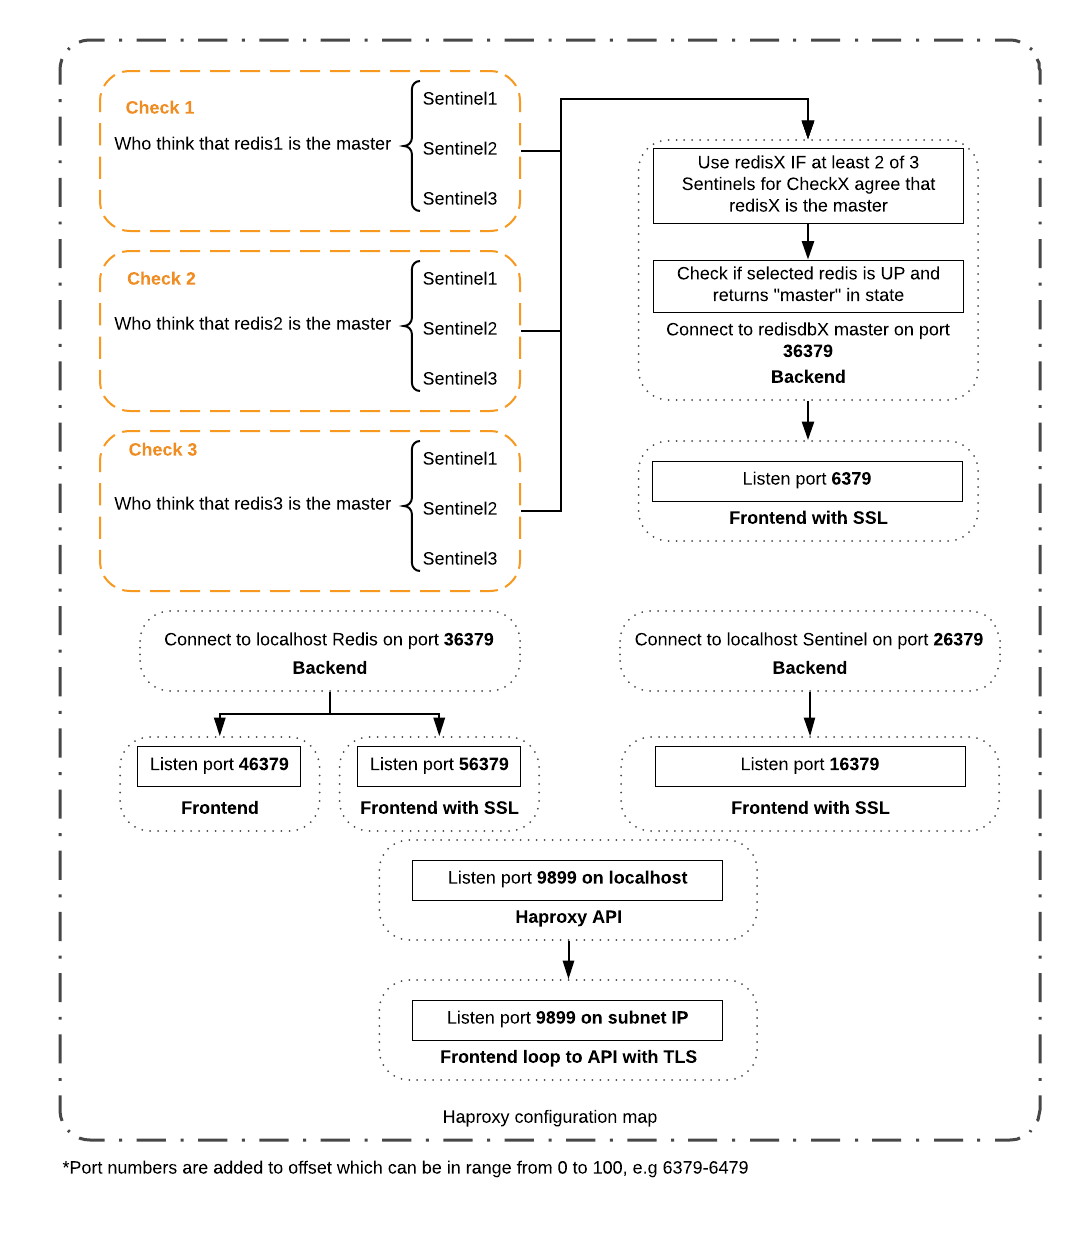 Check 1
Who think that redis1 is the master
Sentinel1
Sentinel2
Sentinel3
Check 2
Who think that redis2 is the master
Sentinel1
Sentinel2
Sentinel3
Check 3
Who think that redis3 is the master
Sentinel1
Sentinel2
Sentinel3
Use redisX IF at least 2 of 3
Sentinels for CheckX agree that
redisX is the master
Check if selected redis is UP and
returns "master" in state
Connect to redisdbX master on port
36379
Backend
Listen port 6379
Frontend with SSL
Connect to localhost Redis on port 36379
Backend
Listen port 46379
Frontend
Listen port 56379
Frontend with SSL
Connect to localhost Sentinel on port 26379
Backend
Listen port 16379
Frontend with SSL
Listen port 9899 on localhost
Haproxy API
Listen port 9899 on subnet IP
Frontend loop to API with TLS
Haproxy configuration map
*Port numbers are added to offset which can be in range from 0 to 100, e.g 6379-6479